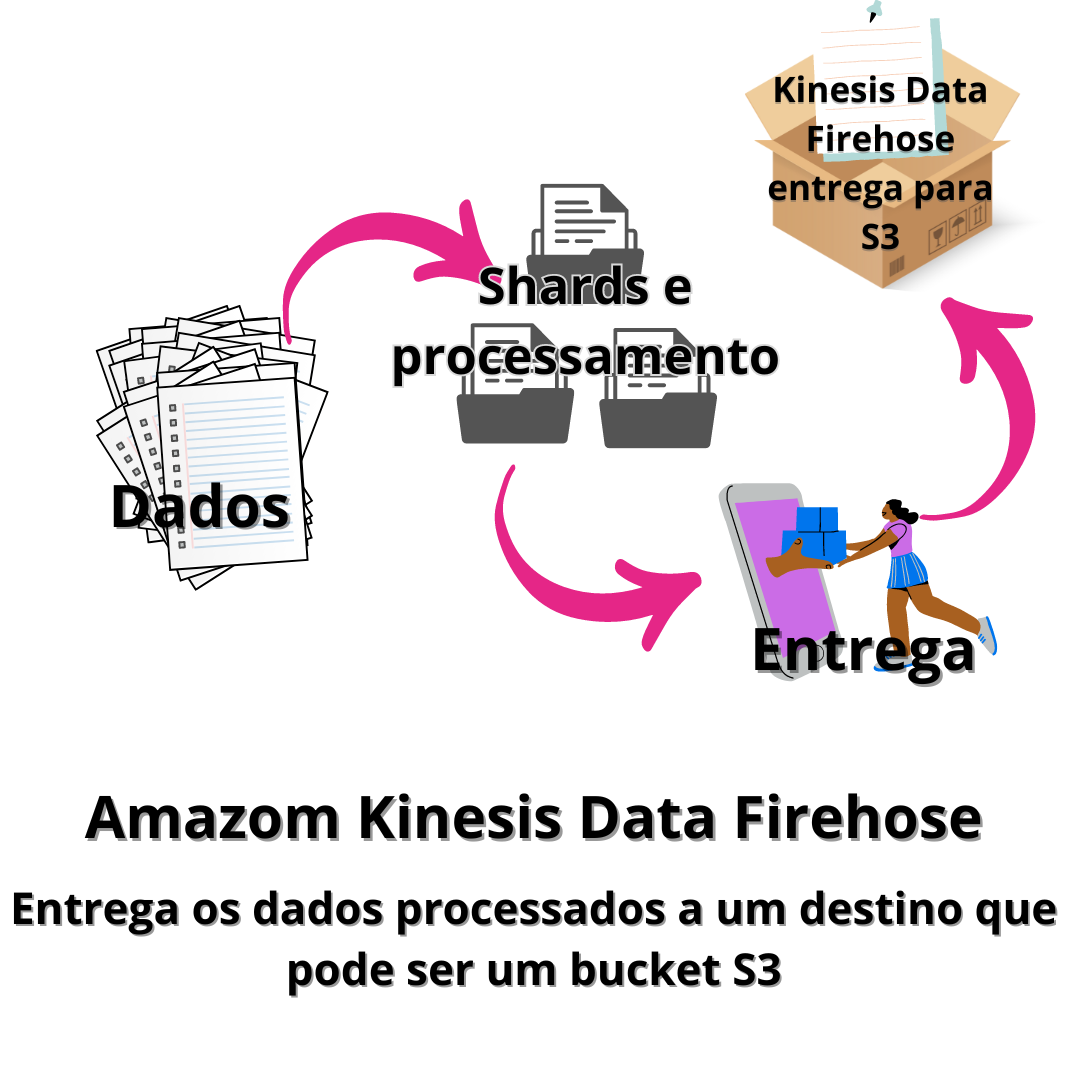 Kinesis Data
Firehose
entrega para
S3
Shards e
processamento
Dados
Entrega
Amazom Kinesis Data Firehose
Entrega os dados processados a um destino que
pode ser um bucket S3